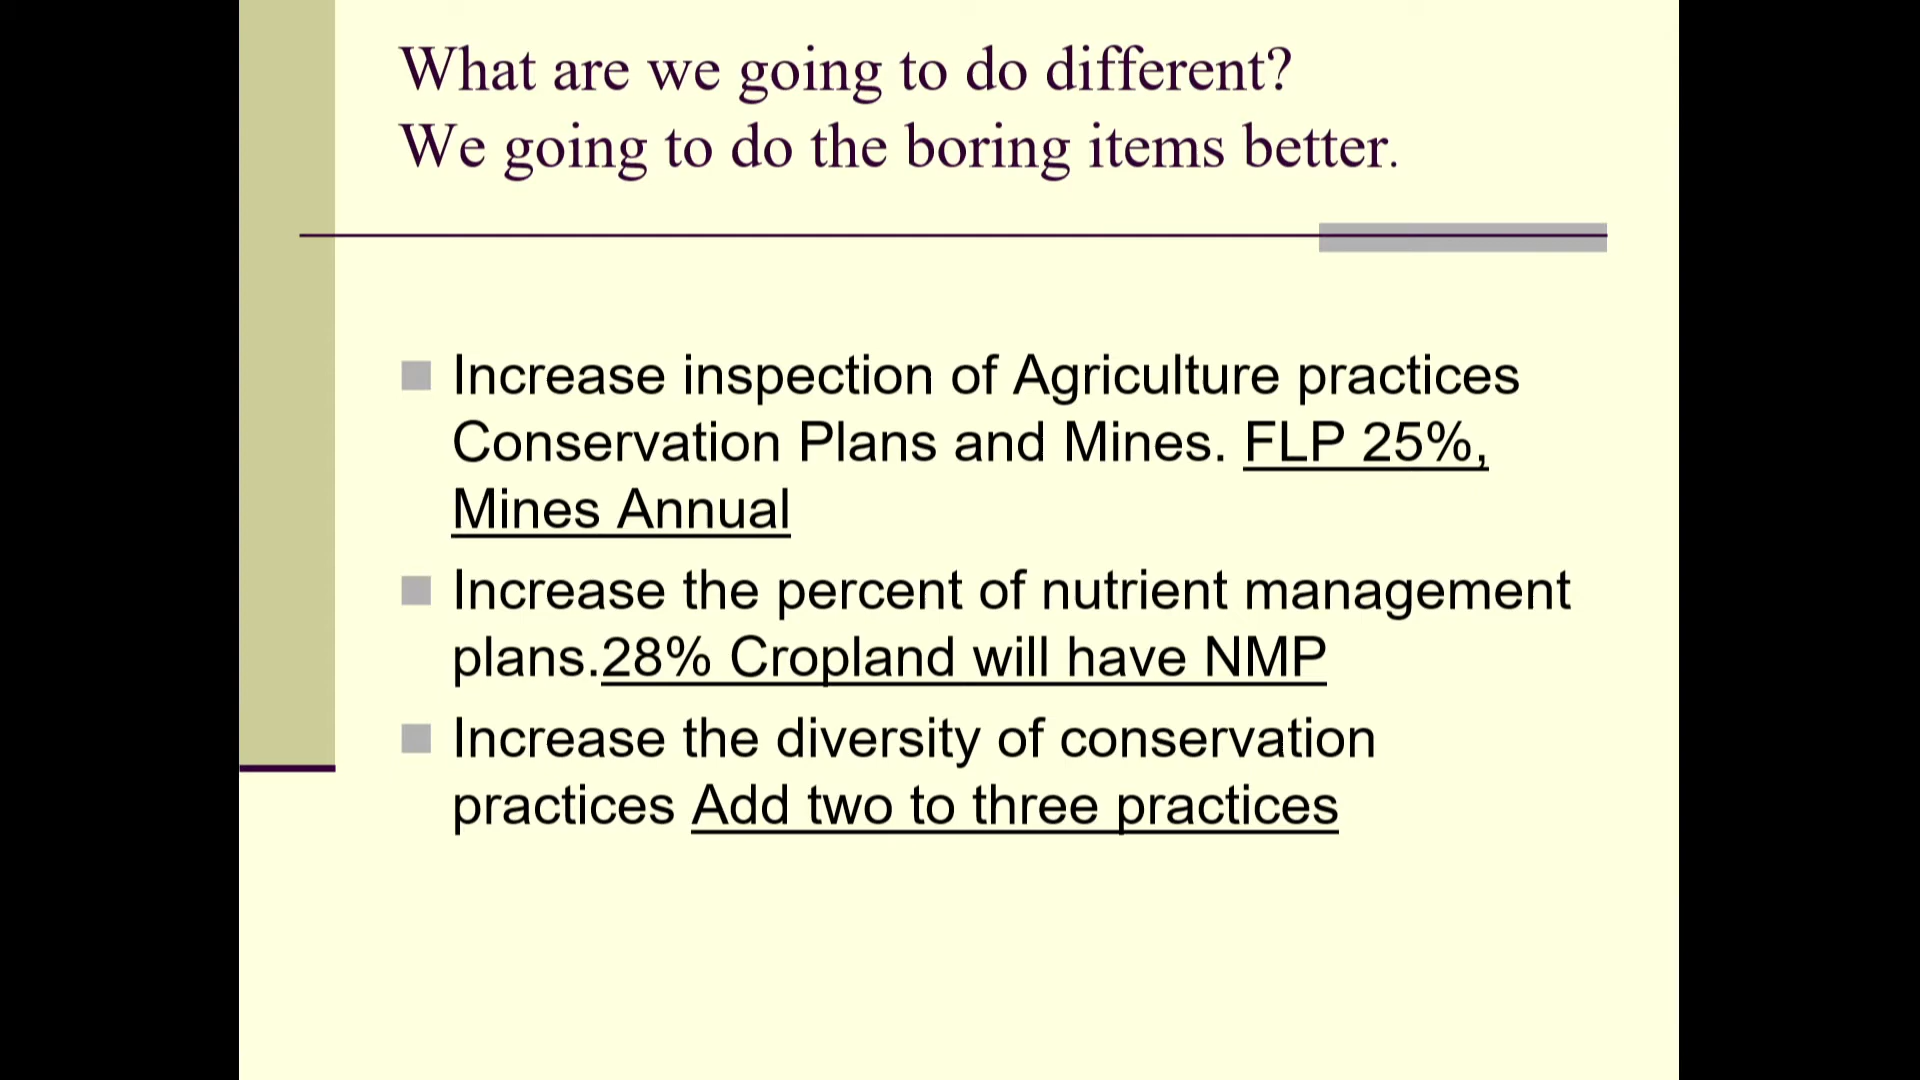 What are we going to do different?
We going to do the boring items better.
Increase inspection of Agriculture practices
Conservation Plans and Mines. FLP 25%,
Mines Annual
Increase the percent of nutrient management
plans.28% Cropland will have NMP
Increase the diversity of conservation
practices Add two to three practices